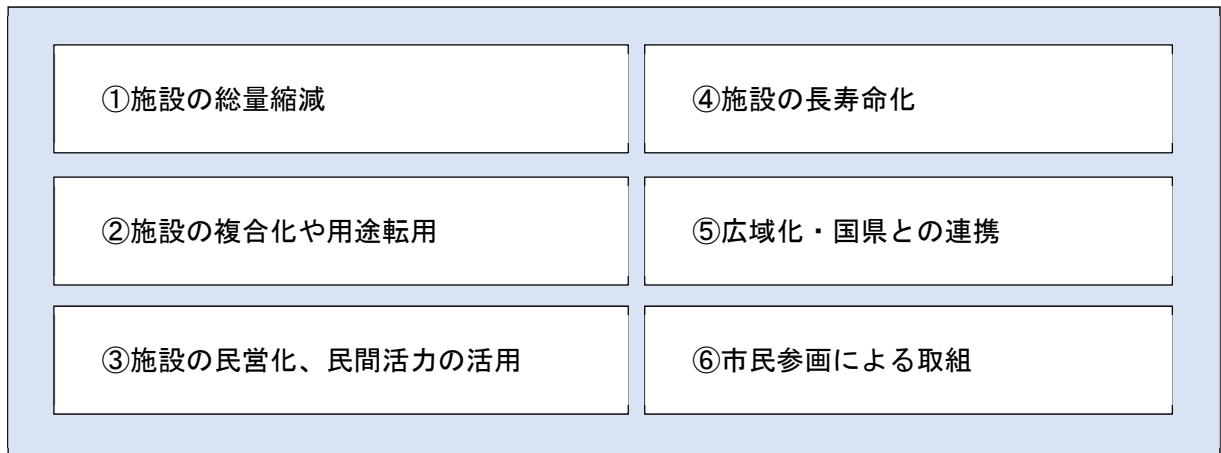 ①施設の総量縮減
②施設の複合化や用途転用
③施設の民営化、民間活力の活用
④施設の長寿命化
⑤広域化・国県との連携
⑥市民参画による取組